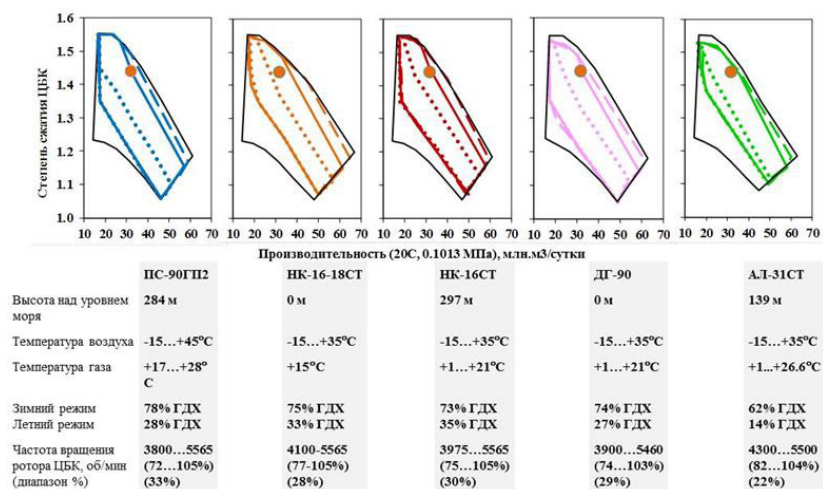 Степень сжатия ЦБК
1.6
1.5
1.4
1.3
1.2
1.1
1.0
10 20 30 40 50 60 70 10 20 30 40 50 60 70 10 20 30 40 50 60 70 10 20 30 40 50 60 70 10 20 30 40 50 60 70
Производительность (20С, 0.1013 МПа), млн.м3/сутки
ПС-90ГП2 НК-16-18СТ НК-16СТ ДГ-90 АЛ-31СТ
Высота над уровнем 284 м 0 м 297 м 0 м 139 м
моря
Температура воздуха -15…+45°С -15…+35°С -15…+35°С -15…+35°С -15…+35°С
Температура газа +17…+28° +15°С +1…+21°С +1…+21°С +1...+26.6°С
С
Зимний режим 78% ГДХ 75% ГДХ 73% ГДХ 74% ГДХ 62% ГДХ
Летний режим 28% ГДХ 33% ГДХ 35% ГДХ 27% ГДХ 14% ГДХ
Частота вращения 3800…5565 4100-5565 3975…5565 3900…5460 4300…5500
ротора ЦБК, об/мин (72…105%) (77-105%) (75…105%) (74…103%) (82…104%)
(диапазон %) (33%) (28%) (30%) (29%) (22%)